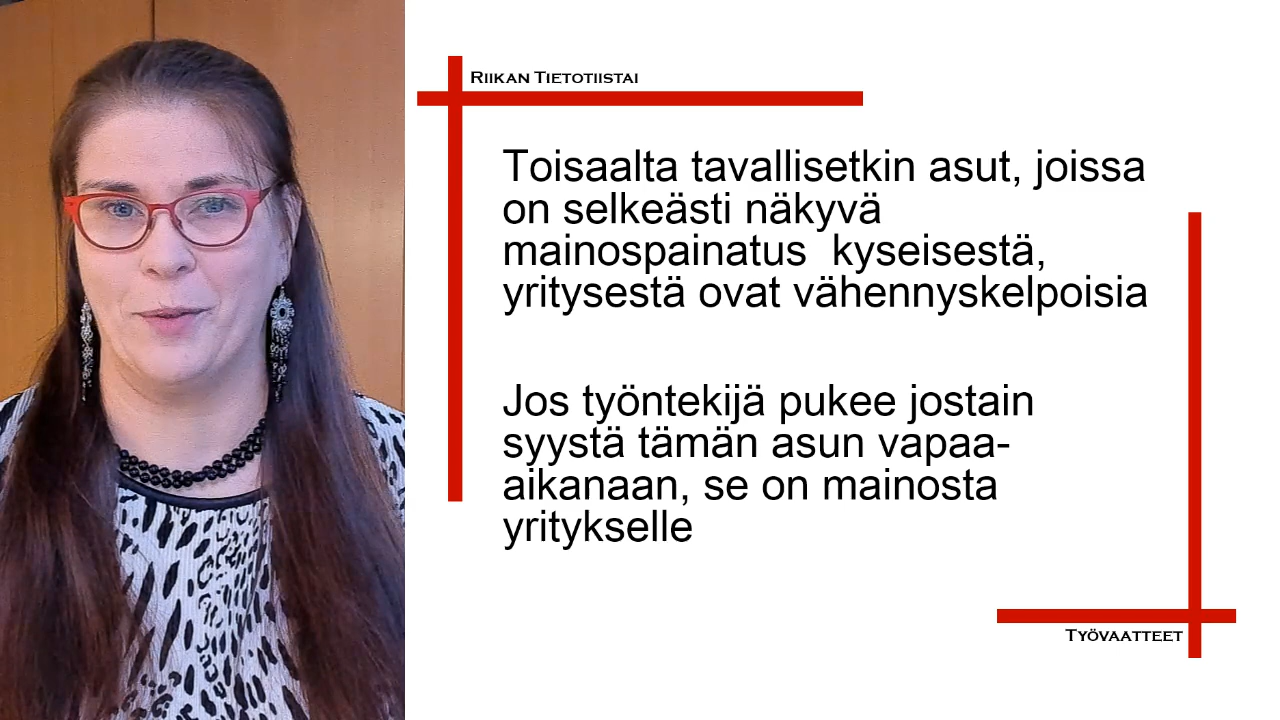 Riikan Tietotiistai
Toisaalta tavallisetkin asut, joissa
on selkeästi näkyvä
mainospainatus  kyseisestä,
yritysestä ovat vähennyskelpoisia
Jos työntekijä pukee jostain
syystä tämän asun vapaa-
aikanaan, se on mainosta
yritykselle
Työvaatteet